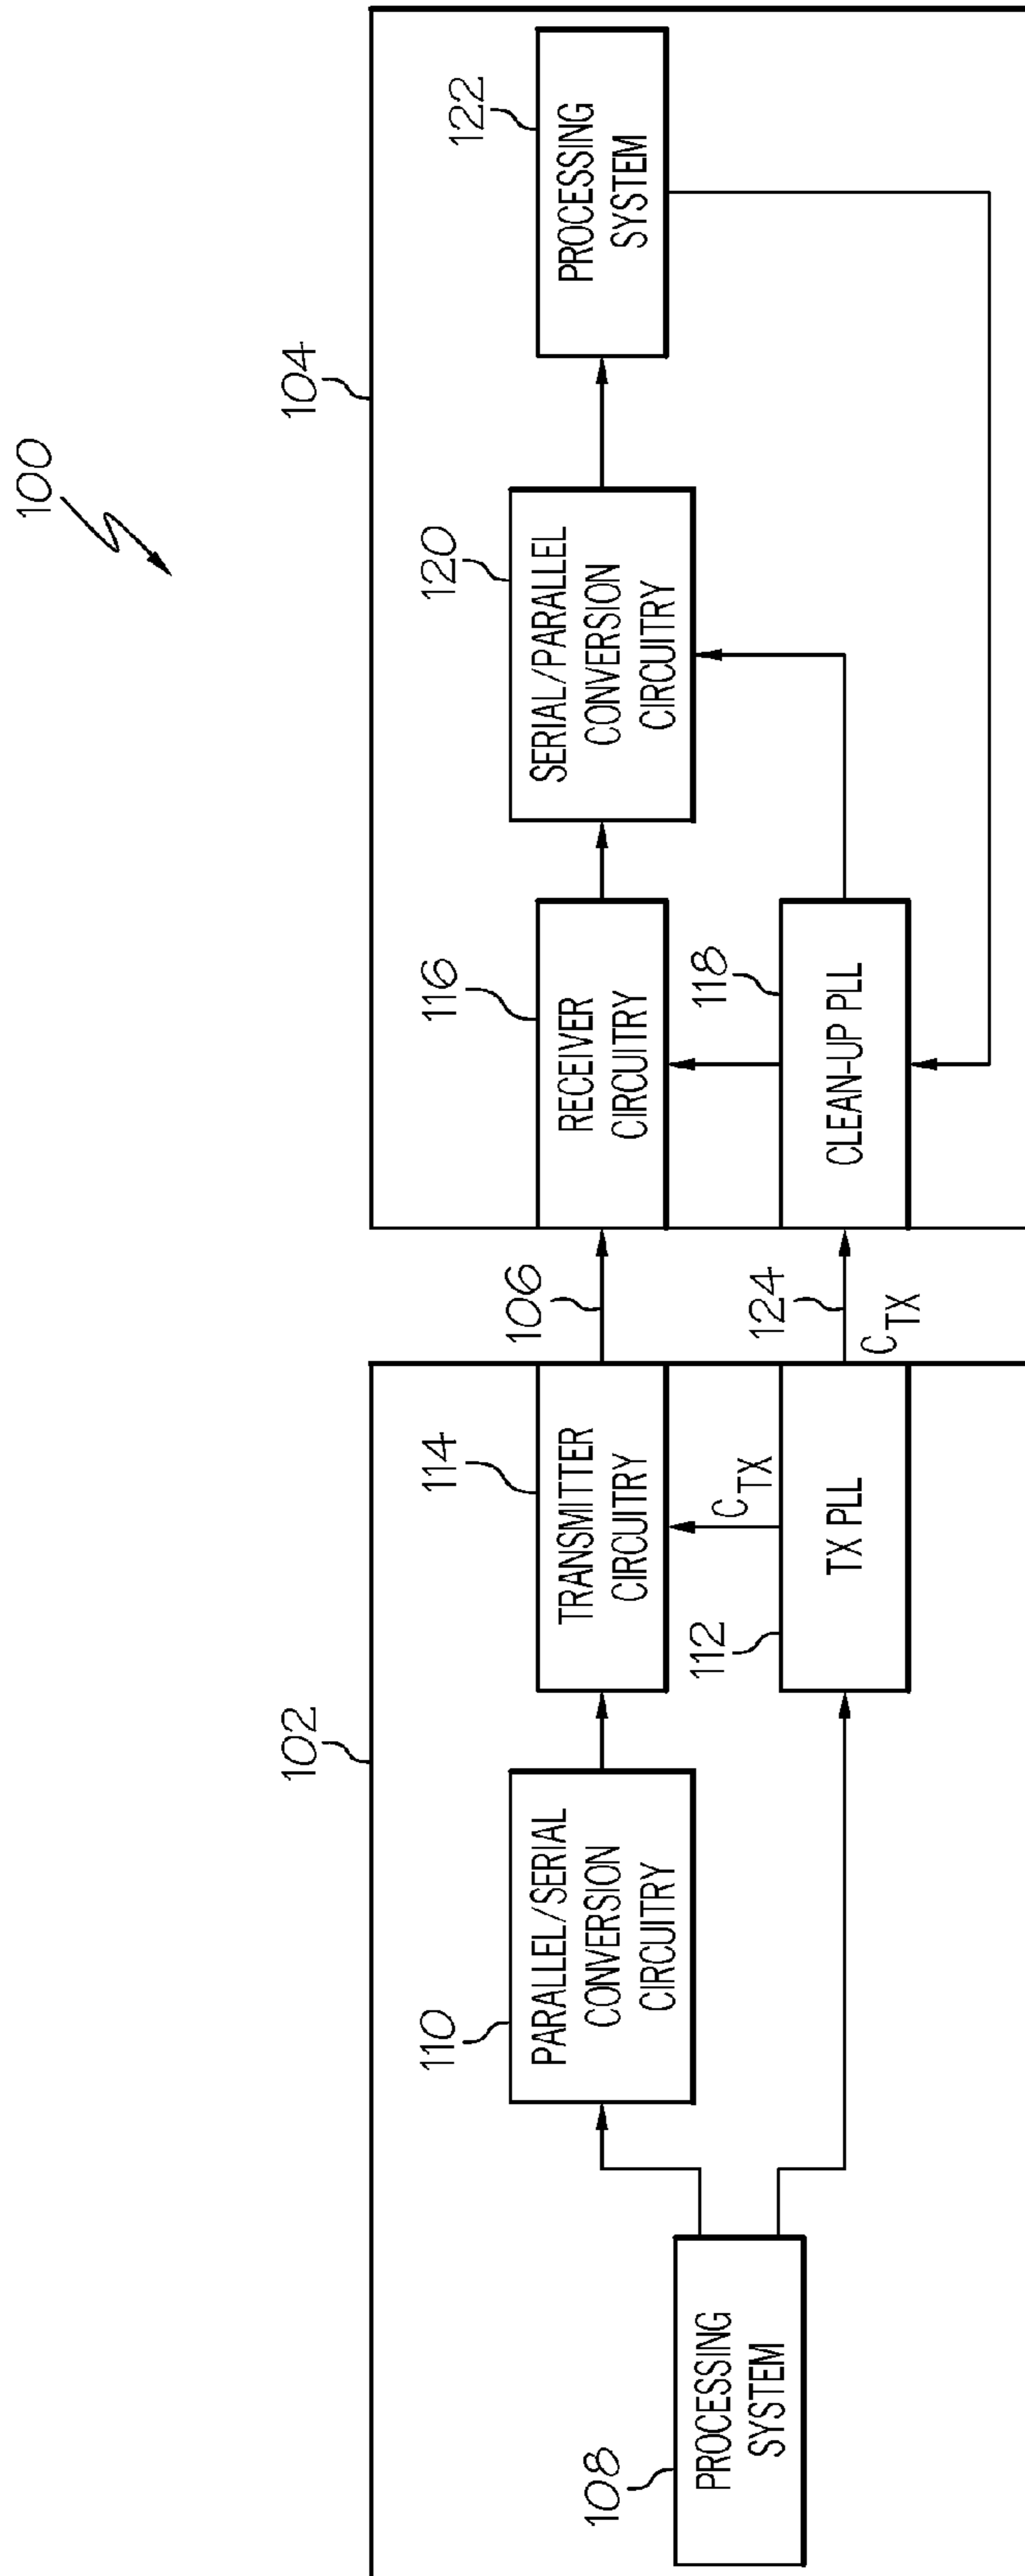 100
102
104
108
PROCESSING
SYSTEM
110
PARALLEL/SERIAL
CONVERSION
CIRCUITRY
114
TRANSMITTER
CIRCUITRY
CTX
112
TX PLL
106
124
CTX
116
RECEIVER
CIRCUITRY
118
CLEAN-UP PLL
120
SERIAL/PARALLEL
CONVERSION
CIRCUITRY
122
PROCESSING
SYSTEM